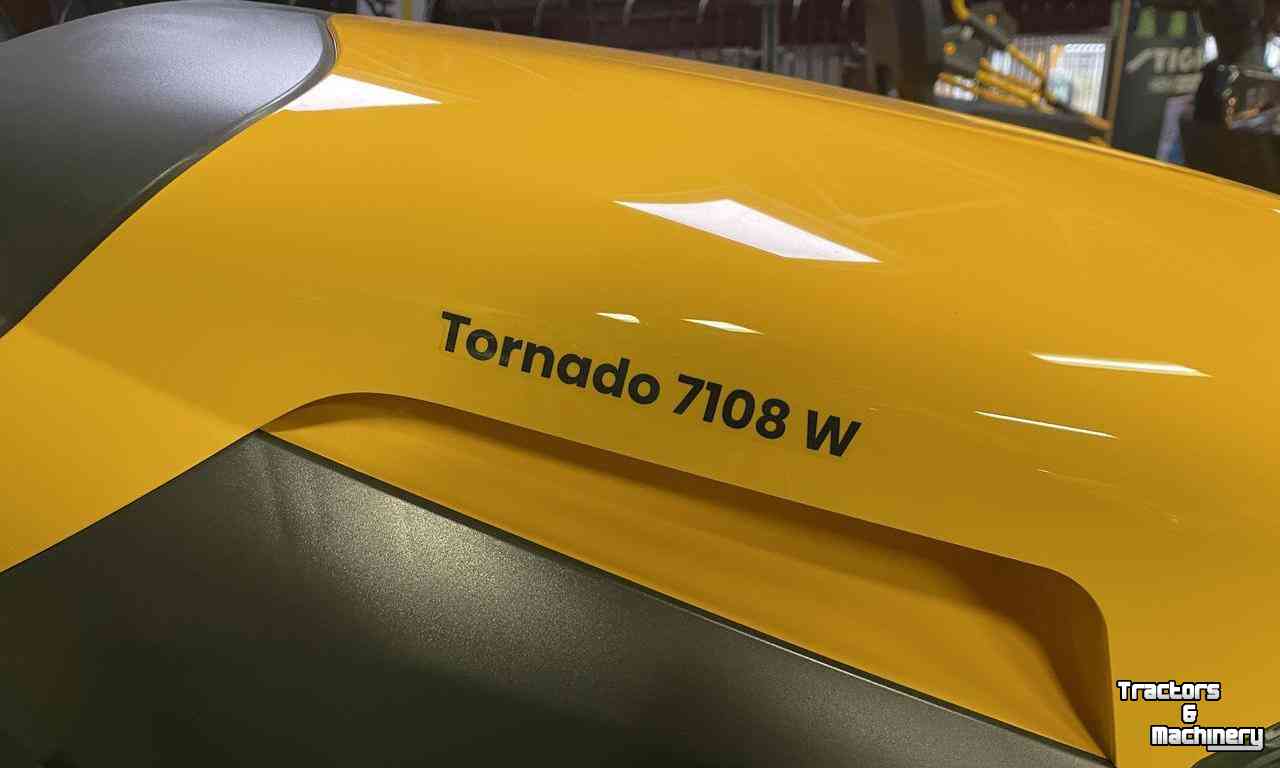 Tornado 7108 W
Tractors
&
Machinery